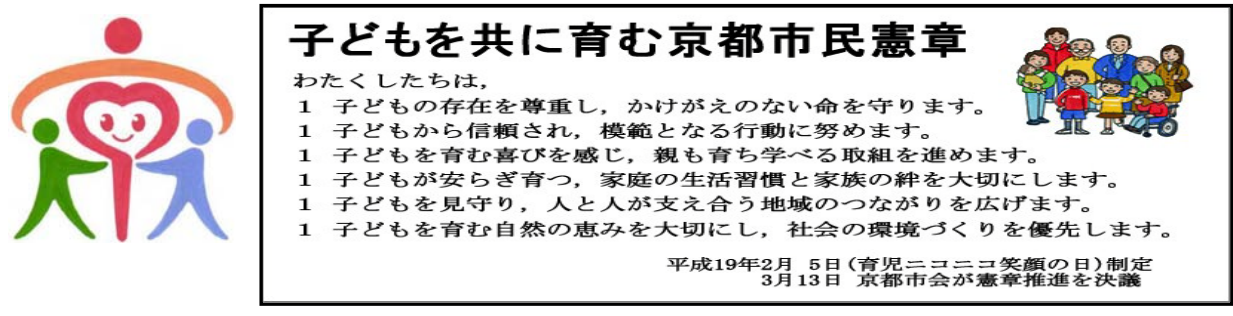 子どもを共に育む京都市民憲章
わたくしたちは，
1 子どもの存在を尊重し，かけがえのない命を守ります。
1 子どもから信頼され，模範となる行動に努めます。
1 子どもを育む喜びを感じ，親も育ち学べる取組を進めます。
1 子どもが安らぎ育つ，家庭の生活習慣と家族の絆を大切にします。
1 子どもを見守り，人と人が支え合う地域のつながりを広げます。
1 子どもを育む自然の恵みを大切にし，社会の環境づくりを優先します。
平成19年2月 5日(育児ニコニコ笑顔の日)制定
3月13日 京都市会が憲章推進を決議